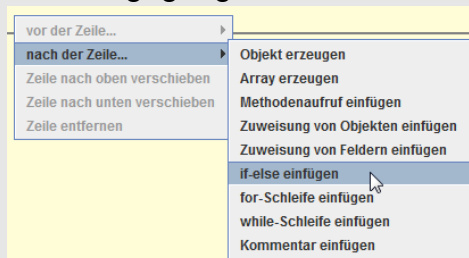 vor der Zeile...
nach der Zeile...
Zeile nach oben verschieben
Zeile nach unten verschieben
Zeile entfernen
Objekt erzeugen
Array erzeugen
Methodenaufruf einfügen
Zuweisung von Objekten einfügen
Zuweisung von Feldern einfügen
if-else einfügen
for-Schleife einfügen
while-Schleife einfügen
Kommentar einfügen